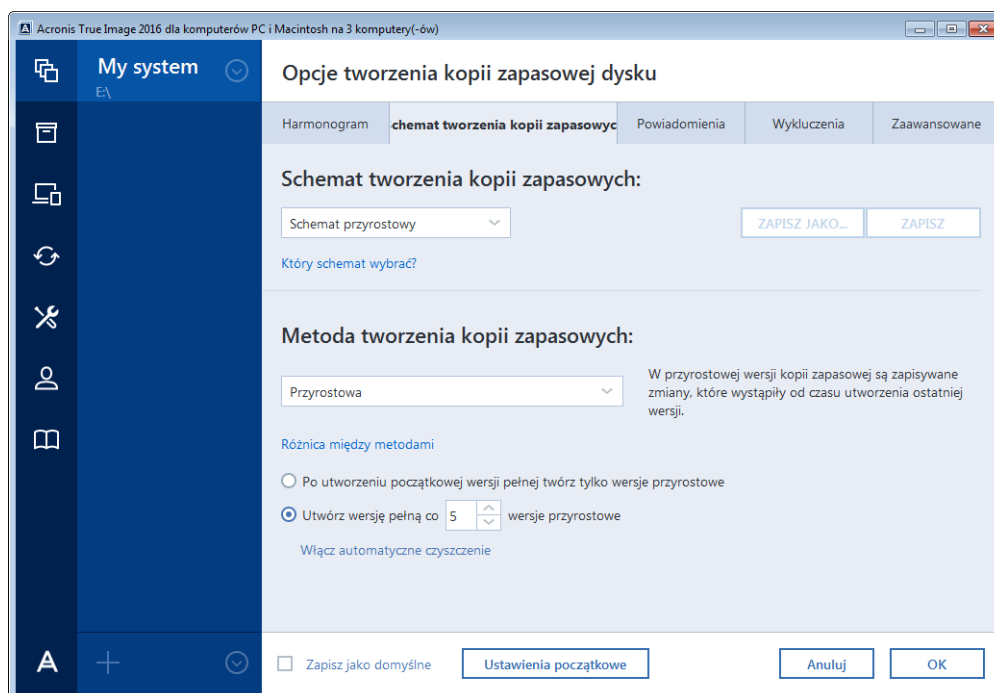 Acronis True Image 2016 dla komputerów PC i Macintosh na 3 komputery(-ów)
My system
E:\
Opcje tworzenia kopii zapasowej dysku
Harmonogram
chemat tworzenia kopii zapasowyc
Powiadomienia
Wykluczenia
Zaawansowane
Schemat tworzenia kopii zapasowych:
Schemat przyrostowy
ZAPISZ JAKO...
ZAPISZ
Który schemat wybrać?
Metoda tworzenia kopii zapasowych:
Przyrostowa
W przyrostowej wersji kopii zapasowej są zapisywane
zmiany, które wystąpiły od czasu utworzenia ostatniej
wersji.
Różnica między metodami
Po utworzeniu początkowej wersji pełnej twórz tylko wersje przyrostowe
Utwórz wersję pełną co 5 wersje przyrostowe
Włącz automatyczne czyszczenie
Zapisz jako domyślne
Ustawienia początkowe
Anuluj
OK